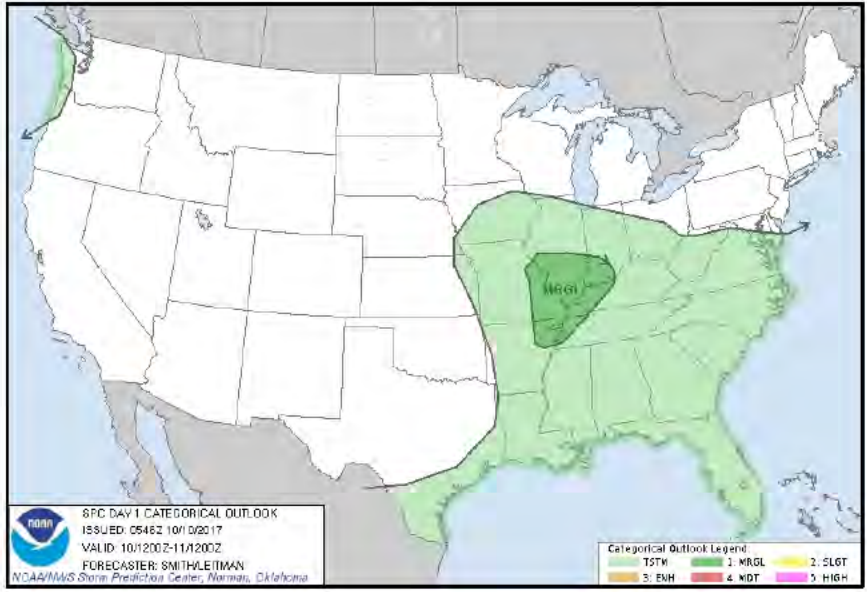 MRGL
SPC DAY 1 CATEGORICAL OUTLOOK
ISSUED: 0546Z 10/10/2017
VALID: 10/1200Z-11/1200Z
FORECASTER: SMITH/LEITMAN
NOAA/NWS Storm Prediction Center, Norman, Oklahoma
NOAA
Categorical Outlook Legend:
TSTM 1: MRGL 2: SLGT
3: ENH 4: MDT 5: HIGH